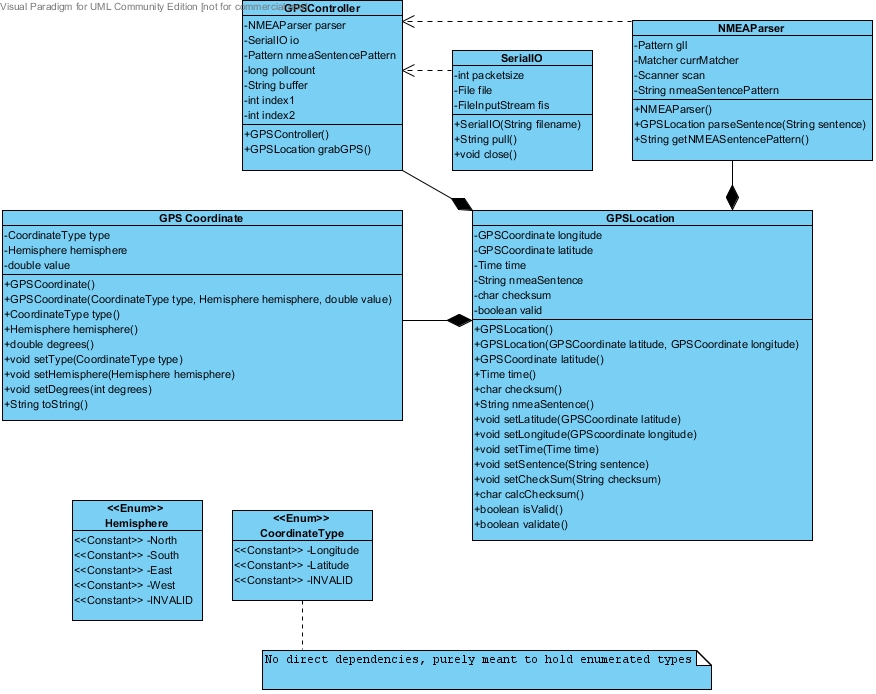 Visual Paradigm for UML Community Edition [not for commercial
GPSController
-NMEAParser parser
-SerialIO io
-Pattern nmeaSentencePattern
-long pollcount
-String buffer
-int index1
-int index2
+GPSController()
+GPSLocation grabGPS()
SerialIO
-int packetsize
-File file
-FileInputStream fis
+SerialIO(String filename)
+String pull()
+void close()
NMEAParser
-Pattern gll
-Matcher currMatcher
-Scanner scan
-String nmeaSentencePattern
+NMEAParser()
+GPSLocation parseSentence(String sentence)
+String getNMEASentencePattern()
GPS Coordinate
-CoordinateType type
-Hemisphere hemisphere
-double value
+GPSCoordinate()
+GPSCoordinate(CoordinateType type, Hemisphere hemisphere, double value)
+CoordinateType type()
+Hemisphere hemisphere()
+double degrees()
+void setType(CoordinateType type)
+void setHemisphere(Hemisphere hemisphere)
+void setDegrees(int degrees)
+String toString()
GPSLocation
-GPSCoordinate longitude
-GPSCoordinate latitude
-Time time
-String nmeaSentence
-char checksum
-boolean valid
+GPSLocation()
+GPSLocation(GPSCoordinate latitude, GPSCoordinate longitude)
+GPSCoordinate latitude()
+Time time()
+char checksum()
+String nmeaSentence()
+void setLatitude(GPSCoordinate latitude)
+void setLongitude(GPScoordinate longitude)
+void setTime(Time time)
+void setSentence(String sentence)
+void setCheckSum(String checksum)
+char calcChecksum()
+boolean isValid()
+boolean validate()
<<Enum>>
Hemisphere
<<Constant>> -North
<<Constant>> -South
<<Constant>> -East
<<Constant>> -West
<<Constant>> -INVALID
<<Enum>>
CoordinateType
<<Constant>> -Longitude
<<Constant>> -Latitude
<<Constant>> -INVALID
No direct dependencies, purely meant to hold enumerated types